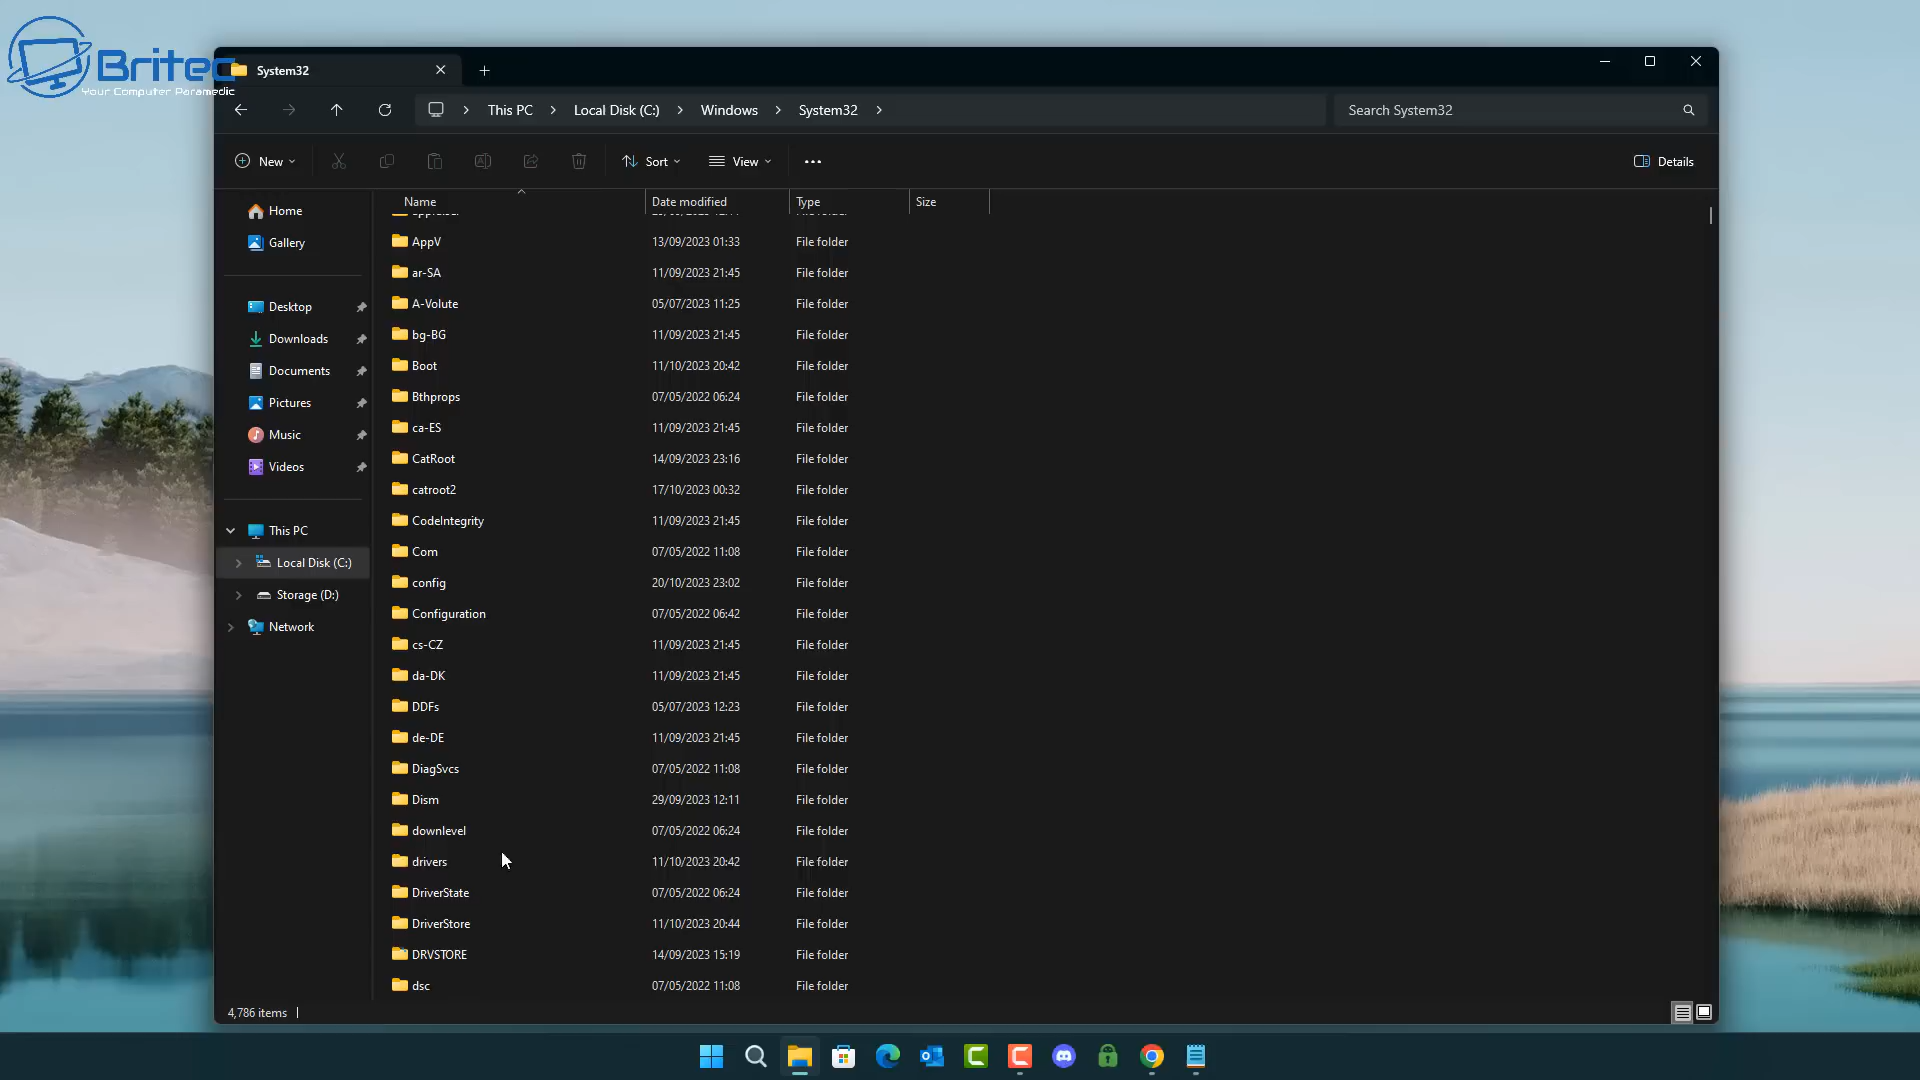 Britec
Your Computer Paramedic
System32
This PC
Local Disk (C:)
Windows
System32
Search System32
New
Sort
View
Details
Home
Gallery
Desktop
Downloads
Documents
Pictures
Music
Videos
This PC
Local Disk (C:)
Storage (D:)
Network
Name Date modified Type Size
AppV 13/09/2023 01:33 File folder
ar-SA 11/09/2023 21:45 File folder
A-Volute 05/07/2023 11:25 File folder
bg-BG 11/09/2023 21:45 File folder
Boot 11/10/2023 20:42 File folder
Bthprops 07/05/2022 06:24 File folder
ca-ES 11/09/2023 21:45 File folder
CatRoot 14/09/2023 23:16 File folder
catroot2 17/10/2023 00:32 File folder
CodeIntegrity 11/09/2023 21:45 File folder
Com 07/05/2022 11:08 File folder
config 20/10/2023 23:02 File folder
Configuration 07/05/2022 06:42 File folder
cs-CZ 11/09/2023 21:45 File folder
da-DK 11/09/2023 21:45 File folder
DDFs 05/07/2023 12:23 File folder
de-DE 11/09/2023 21:45 File folder
DiagSvcs 07/05/2022 11:08 File folder
Dism 29/09/2023 12:11 File folder
downlevel 07/05/2022 06:24 File folder
drivers 11/10/2023 20:42 File folder
DriverState 07/05/2022 06:24 File folder
DriverStore 11/10/2023 20:44 File folder
DRVSTORE 14/09/2023 15:19 File folder
dsc 07/05/2022 11:08 File folder
4,786 items